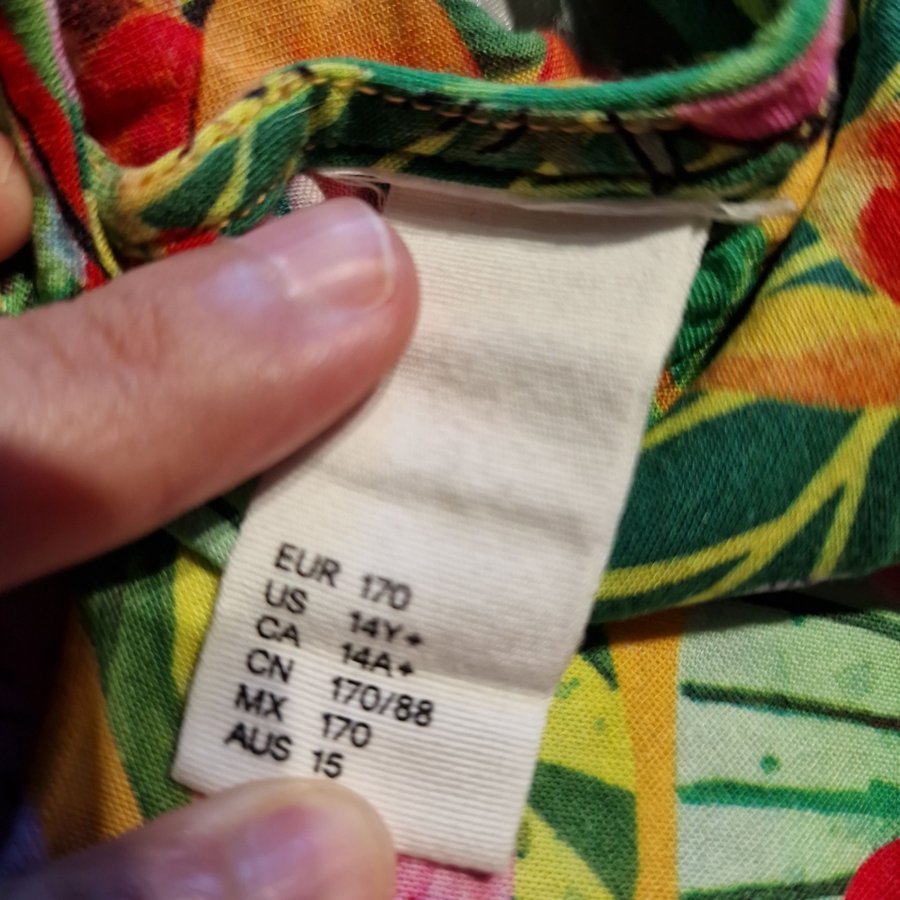 EUR 170
US 14Y+
CA 14A+
CN 170/88
MX 170
AUS 15